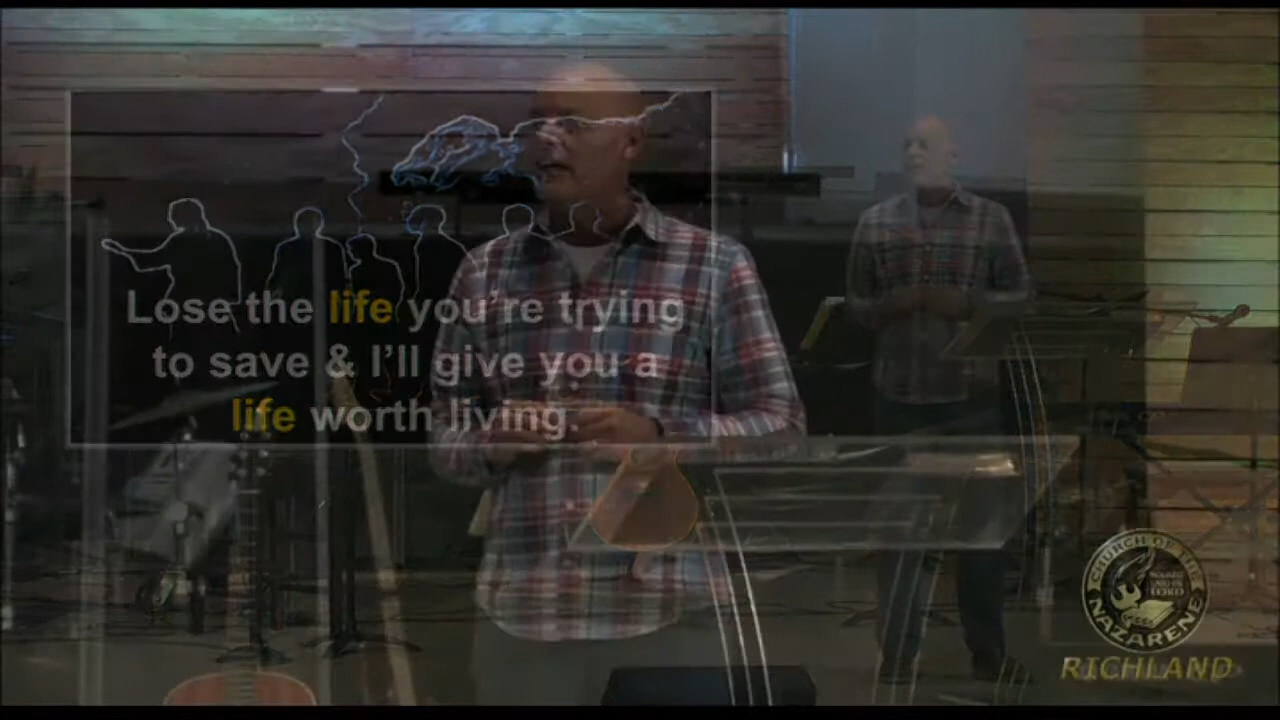 Lose the life you're trying
to save & I'll give you a
life worth living.
CHURCH OF THE
NAZARENE
RICHLAND